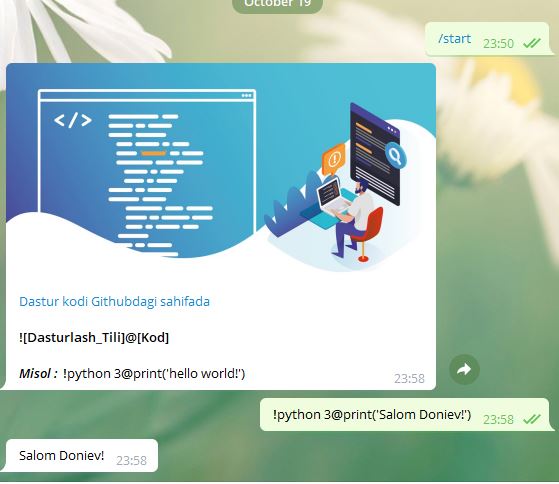 October 19
/start 23:50
</>
Dastur kodi Githubdagi sahifada
![Dasturlash_Tili]@[Kod]
Misol : !python 3@print('hello world!')
23:58
!python 3@print('Salom Doniev!') 23:58
Salom Doniev! 23:58